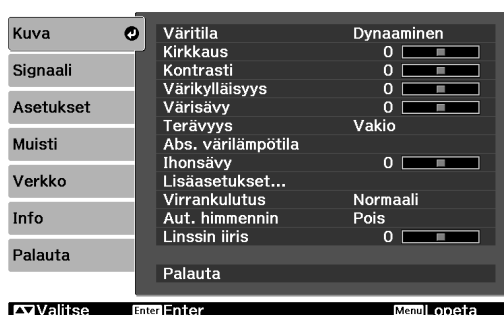 Kuva
Signaali
Asetukset
Muisti
Verkko
Info
Palauta
Väritila Dynaaminen
Kirkkaus 0
Kontrasti 0
Värikylläisyys 0
Värisävy 0
Terävyys Vakio
Abs. värilämpötila
Ihonsävy 0
Lisäasetukset...
Virrankulutus Normaali
Aut. himmennin Pois
Linssin iiris 0
Palauta
Valitse Enter Enter Menu Lopeta